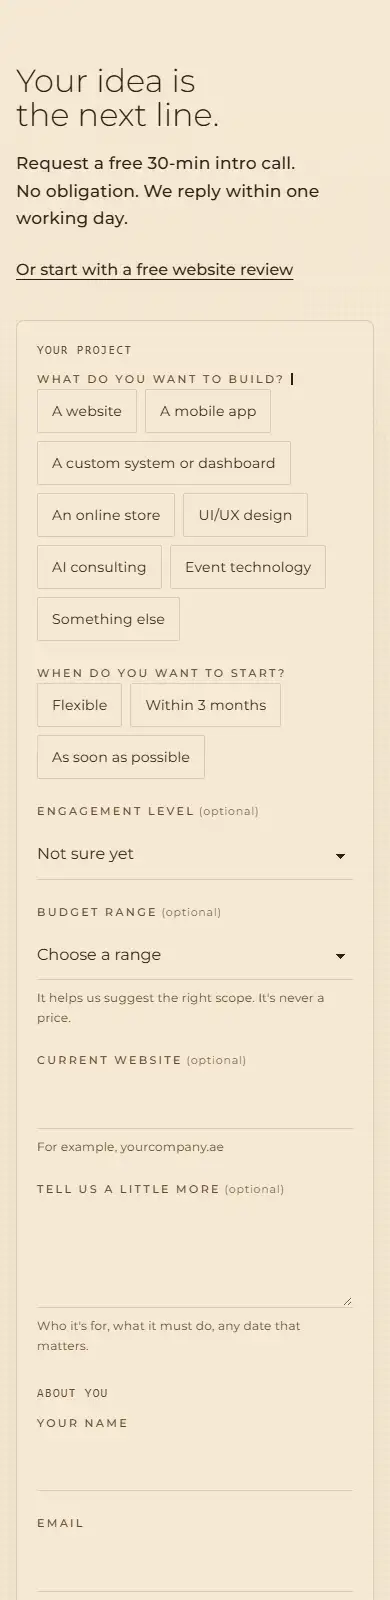 Your idea is
the next line.
Request a free 30-min intro call.
No obligation. We reply within one
working day.
Or start with a free website review
YOUR PROJECT
WHAT DO YOU WANT TO BUILD?
A website
A mobile app
A custom system or dashboard
An online store
UI/UX design
AI consulting
Event technology
Something else
WHEN DO YOU WANT TO START?
Flexible
Within 3 months
As soon as possible
ENGAGEMENT LEVEL (optional)
Not sure yet
BUDGET RANGE (optional)
Choose a range
It helps us suggest the right scope. It's never a
price.
CURRENT WEBSITE (optional)
For example, yourcompany.ae
TELL US A LITTLE MORE (optional)
Who it's for, what it must do, any date that
matters.
ABOUT YOU
YOUR NAME
EMAIL